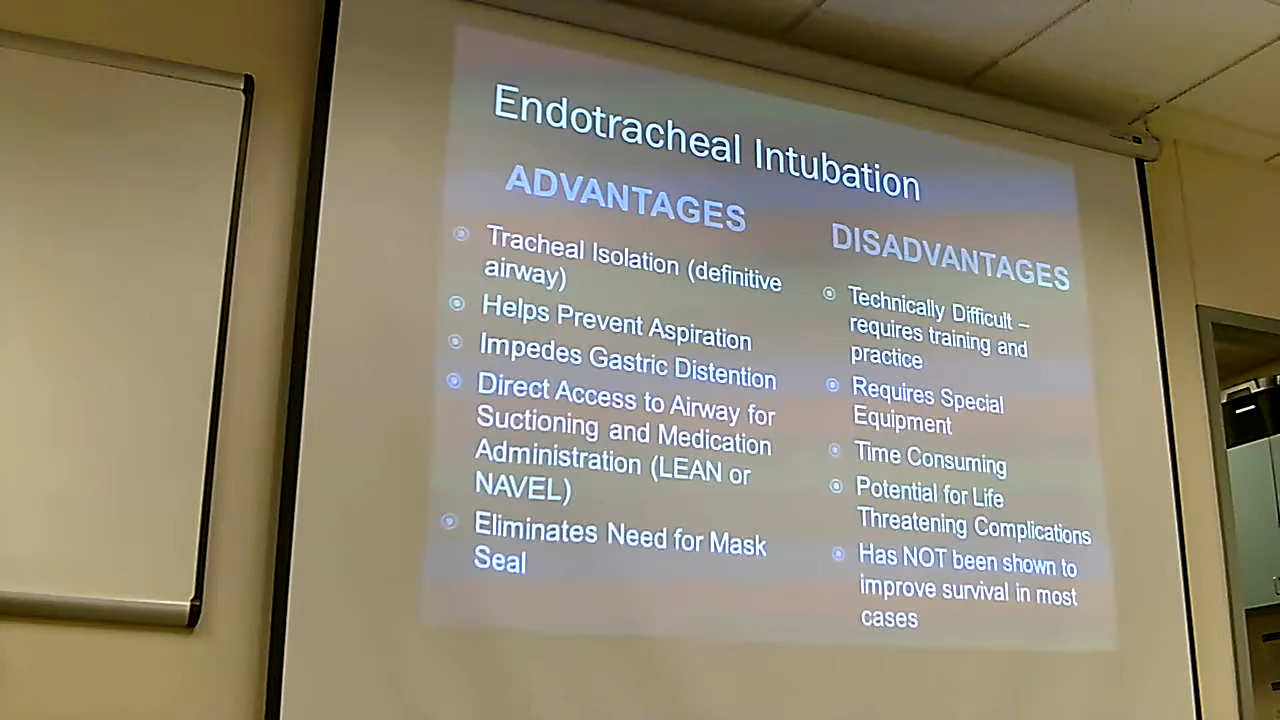 Endotracheal Intubation
ADVANTAGES
Tracheal Isolation (definitive
airway)
Helps Prevent Aspiration
Impedes Gastric Distention
Direct Access to Airway for
Suctioning and Medication
Administration (LEAN or
NAVEL)
Eliminates Need for Mask
Seal
DISADVANTAGES
Technically Difficult –
requires training and
practice
Requires Special
Equipment
Time Consuming
Potential for Life
Threatening Complications
Has NOT been shown to
improve survival in most
cases